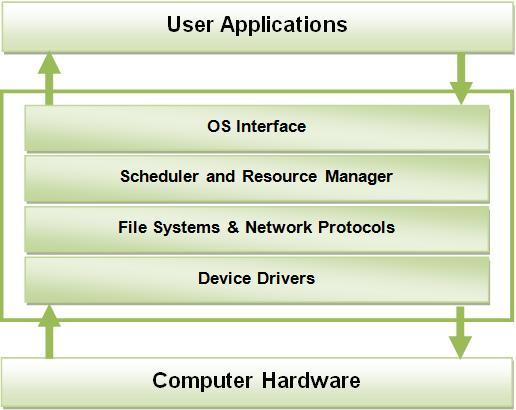 User Applications
OS Interface
Scheduler and Resource Manager
File Systems & Network Protocols
Device Drivers
Computer Hardware